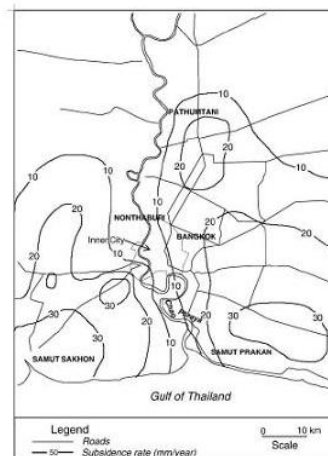 10
PATHUMTANI
20
10
20
10
10
10
20
NONTHABURI
20
BANGKOK
20
Inner City
10
20
10
30
30
30
20
20
30
30
10
SAMUT SAKHON
SAMUT PRAKAN
Gulf of Thailand
Legend
Roads
50 Subsidence rate (mm/year)
0 10 km
Scale